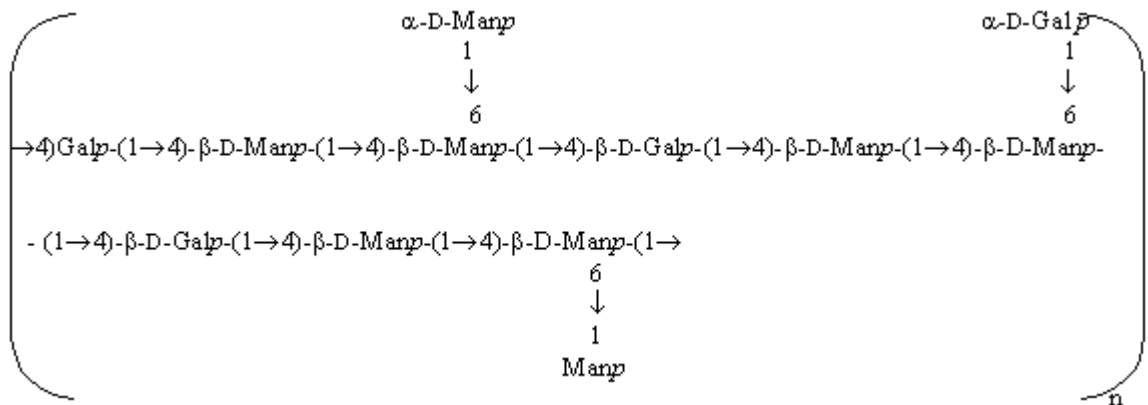 α-D-Manp α-D-Galp
1 1
↓ ↓
6 6
→4)Galp-(1→4)-β-D-Manp-(1→4)-β-D-Manp-(1→4)-β-D-Galp-(1→4)-β-D-Manp-(1→4)-β-D-Manp-
- (1→4)-β-D-Galp-(1→4)-β-D-Manp-(1→4)-β-D-Manp-(1→
6
↓
1
Manp
n